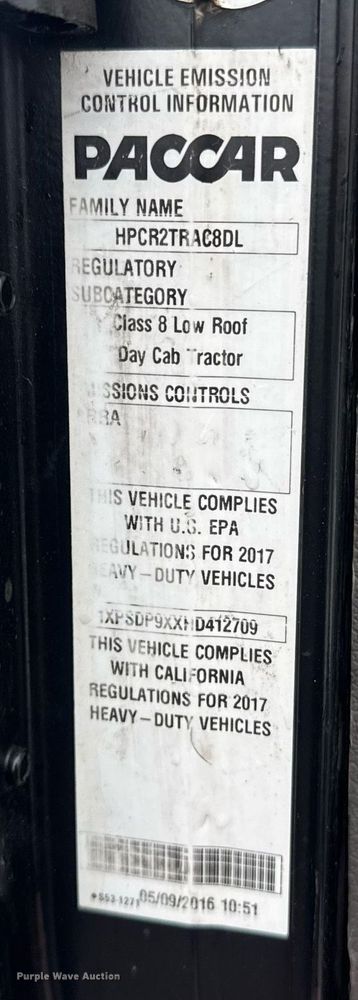 VEHICLE EMISSION
CONTROL INFORMATION
PACCAR
FAMILY NAME
HPCR2TRAC8DL
REGULATORY
SUBCATEGORY
Class 8 Low Roof
Day Cab Tractor
EMISSIONS CONTROLS
THIS VEHICLE COMPLIES
WITH U.S. EPA
REGULATIONS FOR 2017
HEAVY-DUTY VEHICLES
1XPSDP9XXHD412709
THIS VEHICLE COMPLIES
WITH CALIFORNIA
REGULATIONS FOR 2017
HEAVY-DUTY VEHICLES
05/09/2016 10:51
Purple Wave Auction